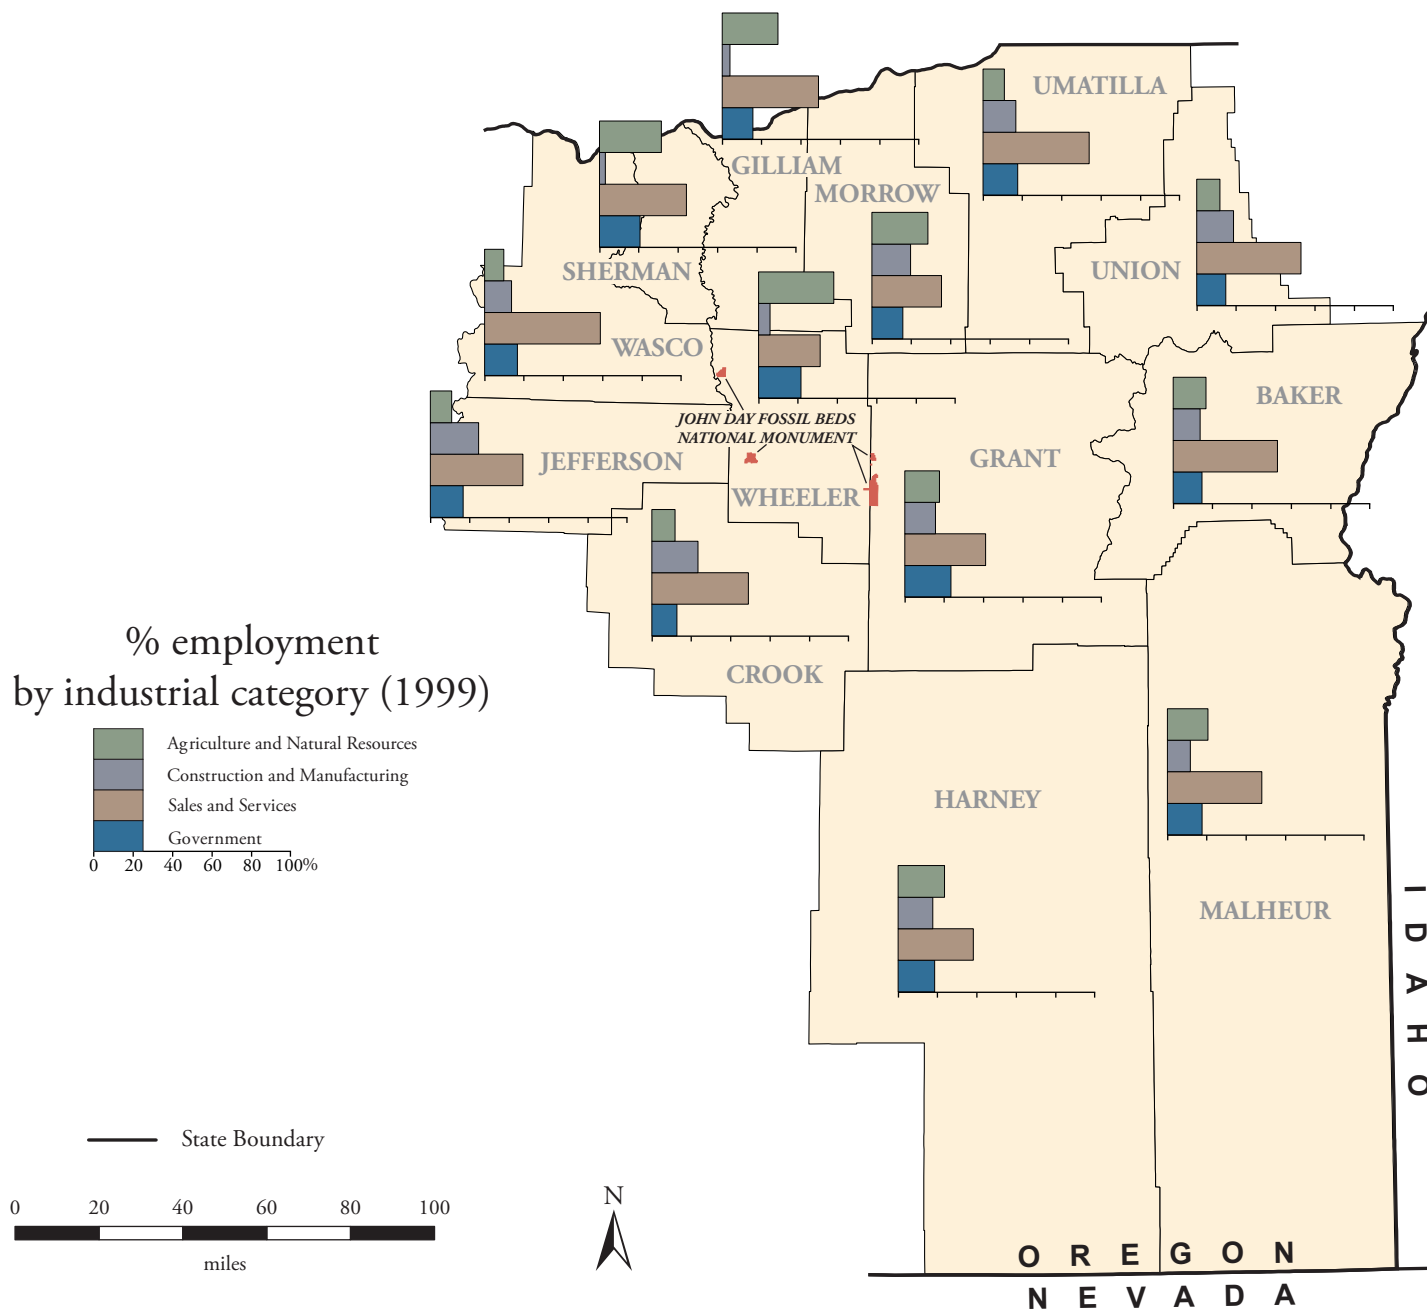 UMATILLA
GILLIAM
MORROW
SHERMAN
UNION
WASCO
BAKER
JOHN DAY FOSSIL BEDS
NATIONAL MONUMENT
JEFFERSON
GRANT
WHEELER
CROOK
% employment
by industrial category (1999)
Agriculture and Natural Resources
Construction and Manufacturing
Sales and Services
Government
0 20 40 60 80 100%
HARNEY
MALHEUR
IDAHO
State Boundary
0 20 40 60 80 100
miles
N
OREGON
NEVADA